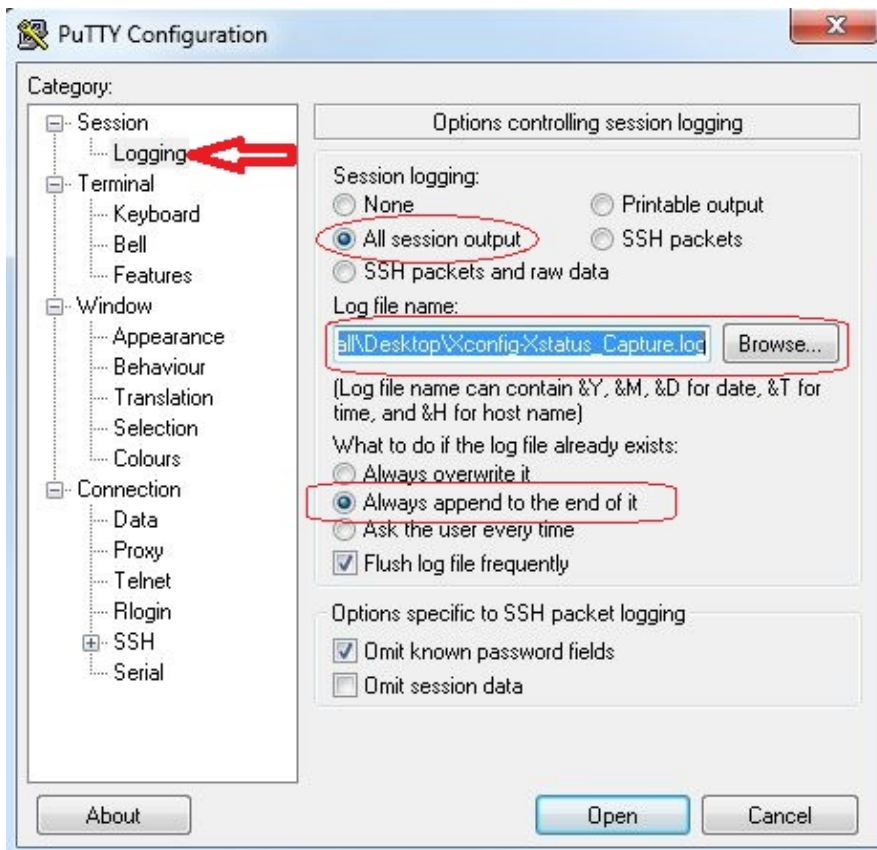 PuTTY Configuration
Category:
Session
Logging
Terminal
Keyboard
Bell
Features
Window
Appearance
Behaviour
Translation
Selection
Colours
Connection
Data
Proxy
Telnet
Rlogin
SSH
Serial
Options controlling session logging
Session logging:
None
Printable output
All session output
SSH packets
SSH packets and raw data
Log file name:
all\Desktop\Xconfig-Xstatus_Capture.log
Browse...
(Log file name can contain &Y, &M, &D for date, &T for
time, and &H for host name)
What to do if the log file already exists:
Always overwrite it
Always append to the end of it
Ask the user every time
Flush log file frequently
Options specific to SSH packet logging
Omit known password fields
Omit session data
About
Open
Cancel